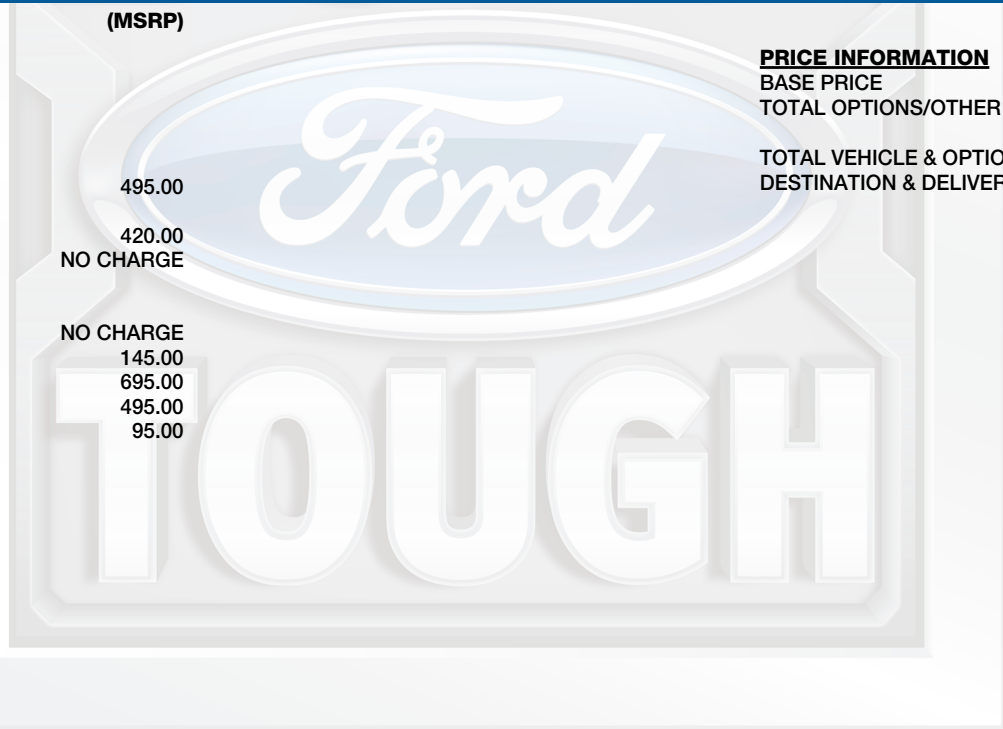 (MSRP)
495.00
420.00
NO CHARGE
NO CHARGE
145.00
695.00
495.00
95.00
PRICE INFORMATION
BASE PRICE
TOTAL OPTIONS/OTHER
TOTAL VEHICLE & OPTIO
DESTINATION & DELIVER
Ford
TOUGH